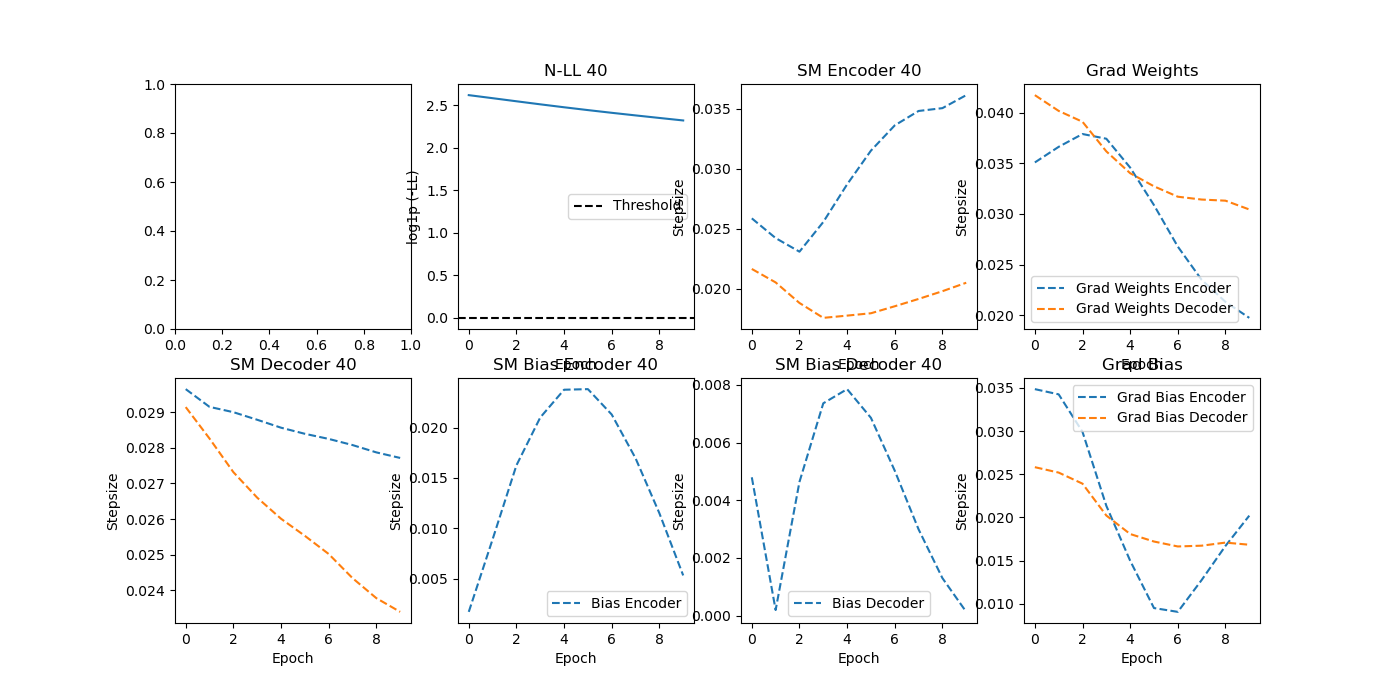 1.0
0.8
0.6
0.4
0.2
0.0
0.0 0.2 0.4 0.6 0.8 1.0
N-LL 40
log1p (-LL)
2.5
2.0
1.5
1.0
0.5
0.0
Threshold
0 2 4 6 8
Epoch
SM Encoder 40
Stepsize
0.035
0.030
0.025
0.020
0 2 4 6 8
Epoch
Grad Weights
Stepsize
0.040
0.035
0.030
0.025
0.020
Grad Weights Encoder
Grad Weights Decoder
0 2 4 6 8
Epoch
SM Decoder 40
Stepsize
0.029
0.028
0.027
0.026
0.025
0.024
0 2 4 6 8
Epoch
SM Bias Encoder 40
Stepsize
0.020
0.015
0.010
0.005
Bias Encoder
0 2 4 6 8
Epoch
SM Bias Decoder 40
Stepsize
0.008
0.006
0.004
0.002
0.000
Bias Decoder
0 2 4 6 8
Epoch
Grad Bias
Stepsize
0.035
0.030
0.025
0.020
0.015
0.010
Grad Bias Encoder
Grad Bias Decoder
0 2 4 6 8
Epoch